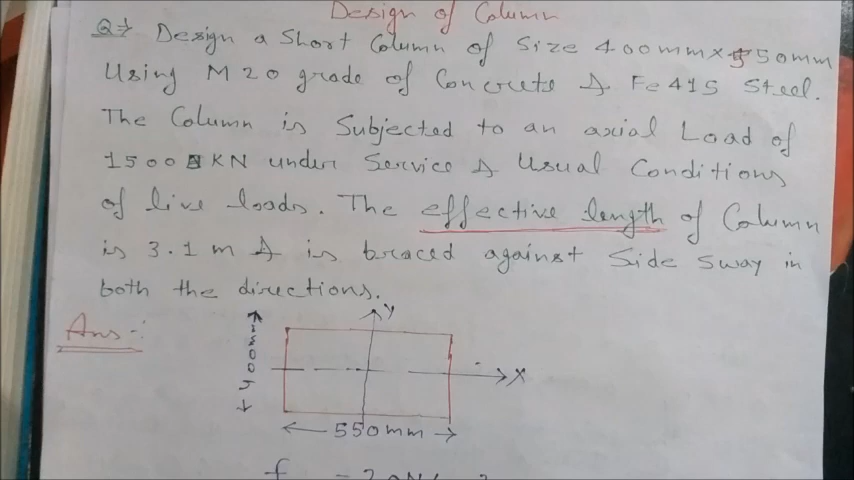 Design of Column
Q1 Design a Short Column of Size 400mm x 550mm
Using M20 grade of Concrete & Fe415 Steel.
The Column is Subjected to an axial Load of
1500 KN under Service & Usual Conditions
of live loads. The effective length of Column
is 3.1 m & is braced against Side Sway in
both the directions.
Ans:-
Y
400mm
X
550mm